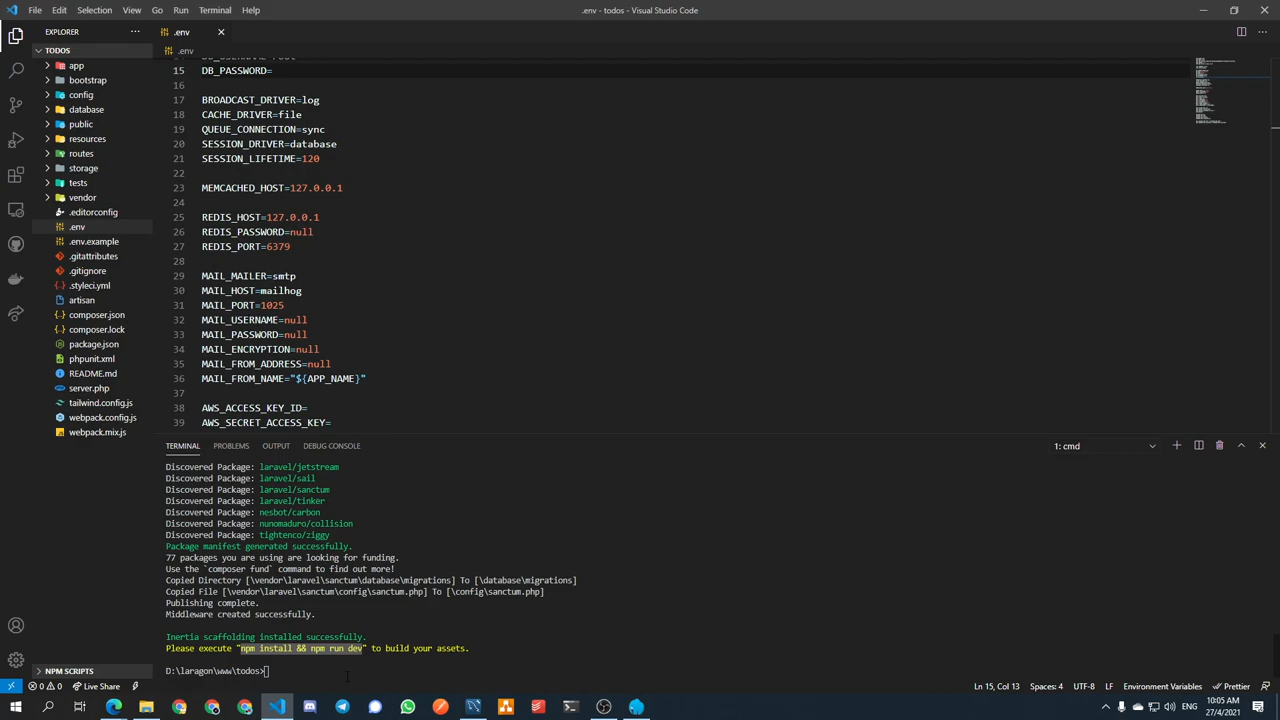 File Edit Selection View Go Run Terminal Help
.env - todos - Visual Studio Code
EXPLORER
TODOS
app
bootstrap
config
database
public
resources
routes
storage
tests
vendor
.editorconfig
.env
.env.example
.gitattributes
.gitignore
.styleci.yml
artisan
composer.json
composer.lock
package.json
phpunit.xml
README.md
server.php
tailwind.config.js
webpack.config.js
webpack.mix.js
NPM SCRIPTS
.env
.env
15 DB_PASSWORD=
16
17 BROADCAST_DRIVER=log
18 CACHE_DRIVER=file
19 QUEUE_CONNECTION=sync
20 SESSION_DRIVER=database
21 SESSION_LIFETIME=120
22
23 MEMCACHED_HOST=127.0.0.1
24
25 REDIS_HOST=127.0.0.1
26 REDIS_PASSWORD=null
27 REDIS_PORT=6379
28
29 MAIL_MAILER=smtp
30 MAIL_HOST=mailhog
31 MAIL_PORT=1025
32 MAIL_USERNAME=null
33 MAIL_PASSWORD=null
34 MAIL_ENCRYPTION=null
35 MAIL_FROM_ADDRESS=null
36 MAIL_FROM_NAME="${APP_NAME}"
37
38 AWS_ACCESS_KEY_ID=
39 AWS_SECRET_ACCESS_KEY=
TERMINAL PROBLEMS OUTPUT DEBUG CONSOLE
1: cmd
Discovered Package: laravel/jetstream
Discovered Package: laravel/sail
Discovered Package: laravel/sanctum
Discovered Package: laravel/tinker
Discovered Package: nesbot/carbon
Discovered Package: nunomaduro/collision
Discovered Package: tightenco/ziggy
Package manifest generated successfully.
77 packages you are using are looking for funding.
Use the `composer fund` command to find out more!
Copied Directory [\vendor\laravel\sanctum\database\migrations] To [\database\migrations]
Copied File [\vendor\laravel\sanctum\config\sanctum.php] To [\config\sanctum.php]
Publishing complete.
Middleware created successfully.
Inertia scaffolding installed successfully.
Please execute "npm install && npm run dev" to build your assets.
D:\laragon\www\todos>
0 0 Live Share
Ln 15, Col 13 Spaces: 4 UTF-8 LF Environment Variables Prettier
ENG
10:05 AM
27/4/2021